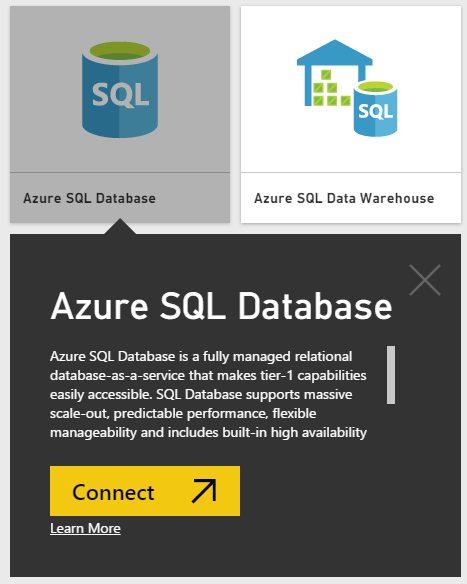 SQL
SQL
Azure SQL Database
Azure SQL Data Warehouse
Azure SQL Database
Azure SQL Database is a fully managed relational
database-as-a-service that makes tier-1 capabilities
easily accessible. SQL Database supports massive
scale-out, predictable performance, flexible
manageability and includes built-in high availability
Connect
Learn More